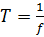 T = 1/f